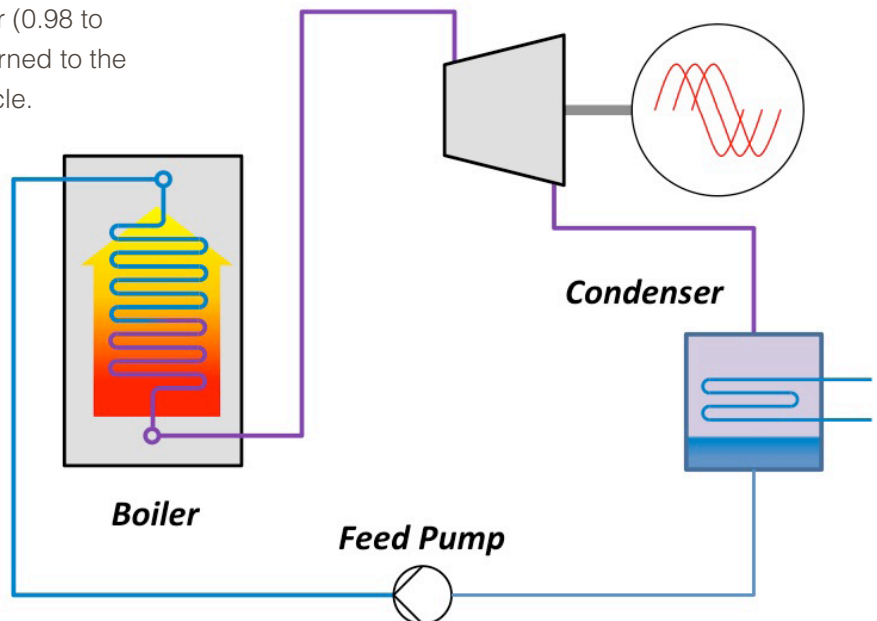 r (0.98 to
rned to the
cle.
Condenser
Boiler
Feed Pump